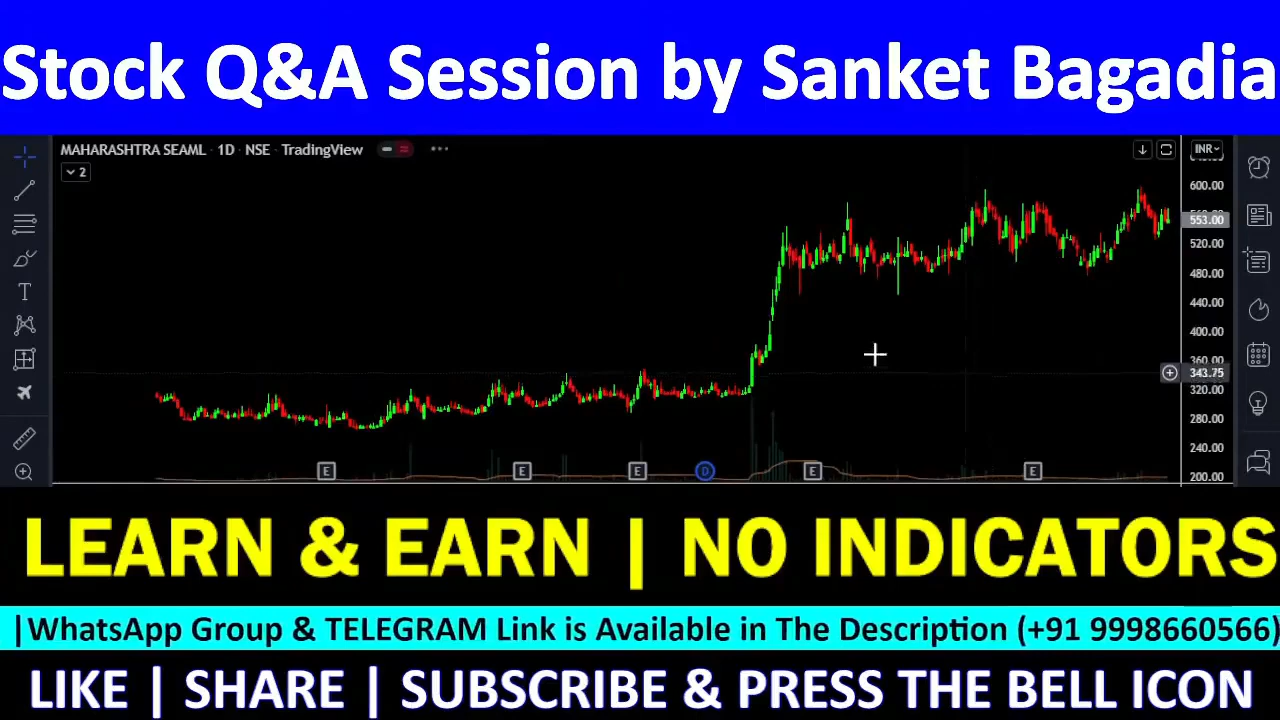 Stock Q&A Session by Sanket Bagadia
MAHARASHTRA SEAML · 1D · NSE · TradingView
INR
2
600.00
553.00
520.00
480.00
440.00
400.00
360.00
343.75
320.00
280.00
240.00
200.00
E E E D E E
LEARN & EARN | NO INDICATORS
|WhatsApp Group & TELEGRAM Link is Available in The Description (+91 9998660566)
LIKE | SHARE | SUBSCRIBE & PRESS THE BELL ICON